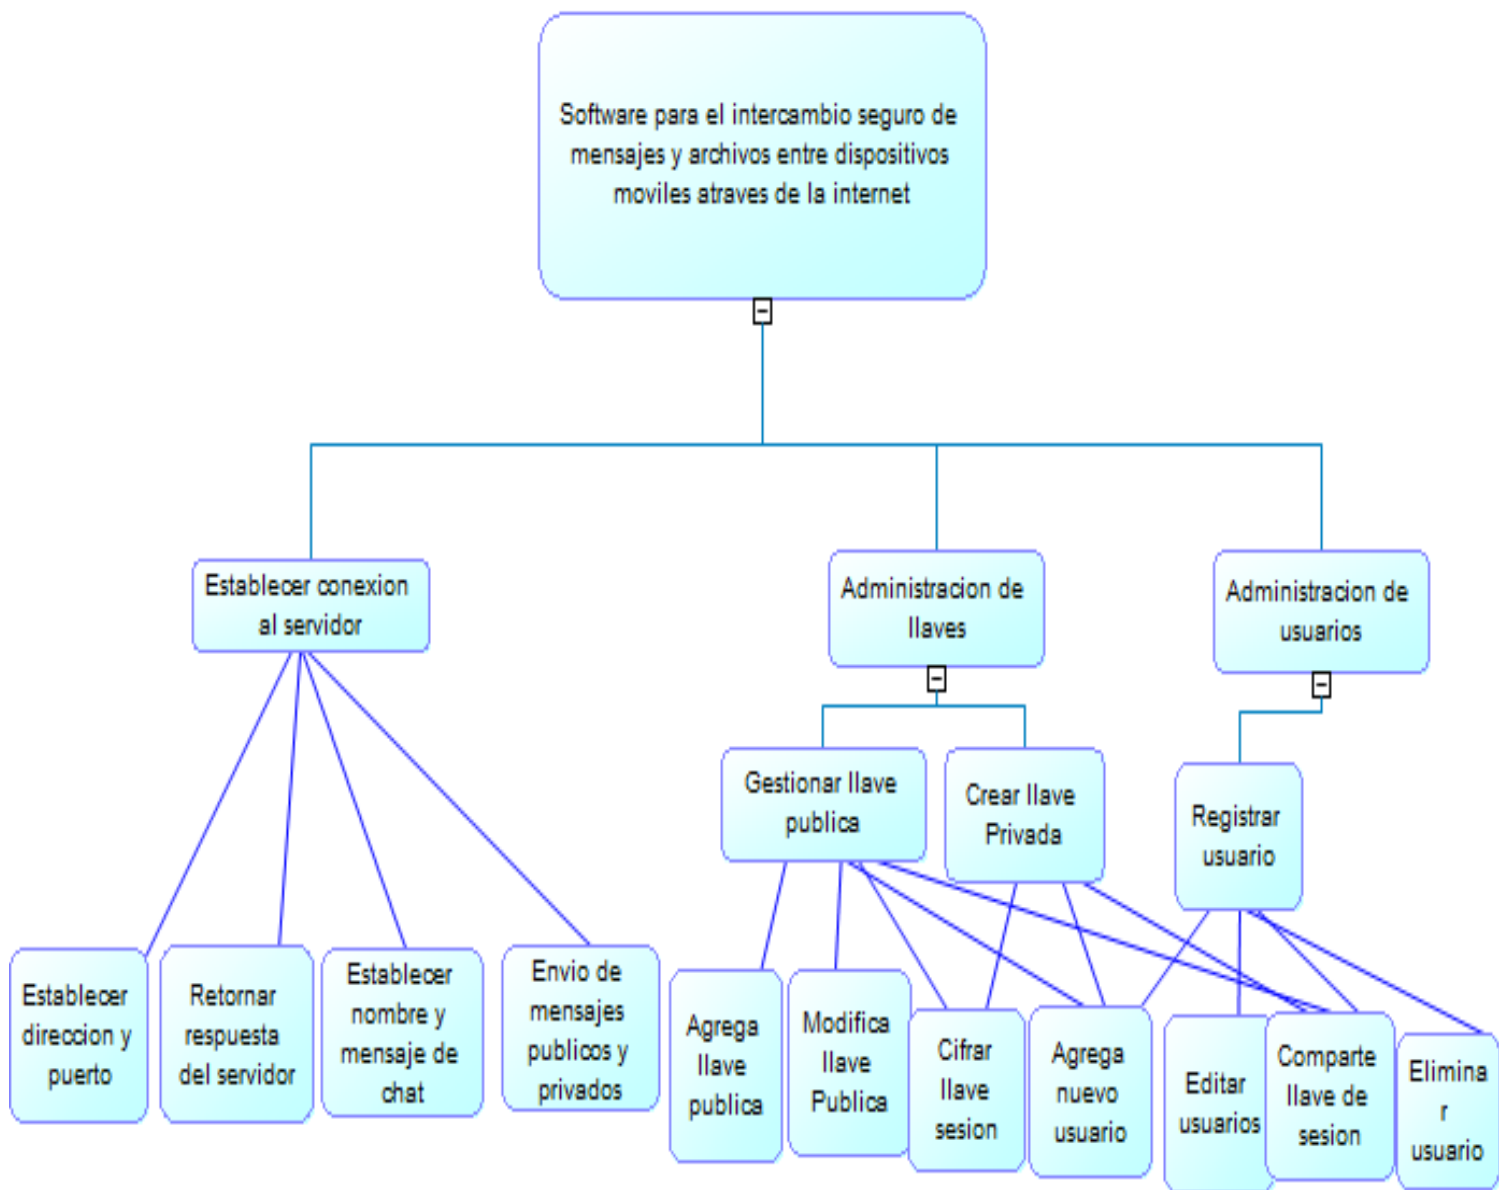 Software para el intercambio seguro de
mensajes y archivos entre dispositivos
moviles atraves de la internet
Establecer conexion
al servidor
Administracion de
llaves
Administracion de
usuarios
Gestionar llave
publica
Crear llave
Privada
Registrar
usuario
Establecer
direccion y
puerto
Retornar
respuesta
del servidor
Establecer
nombre y
mensaje de
chat
Envio de
mensajes
publicos y
privados
Agrega
llave
publica
Modifica
llave
Publica
Cifrar
llave
sesion
Agrega
nuevo
usuario
Editar
usuarios
Comparte
llave de
sesion
Elimina
r
usuario